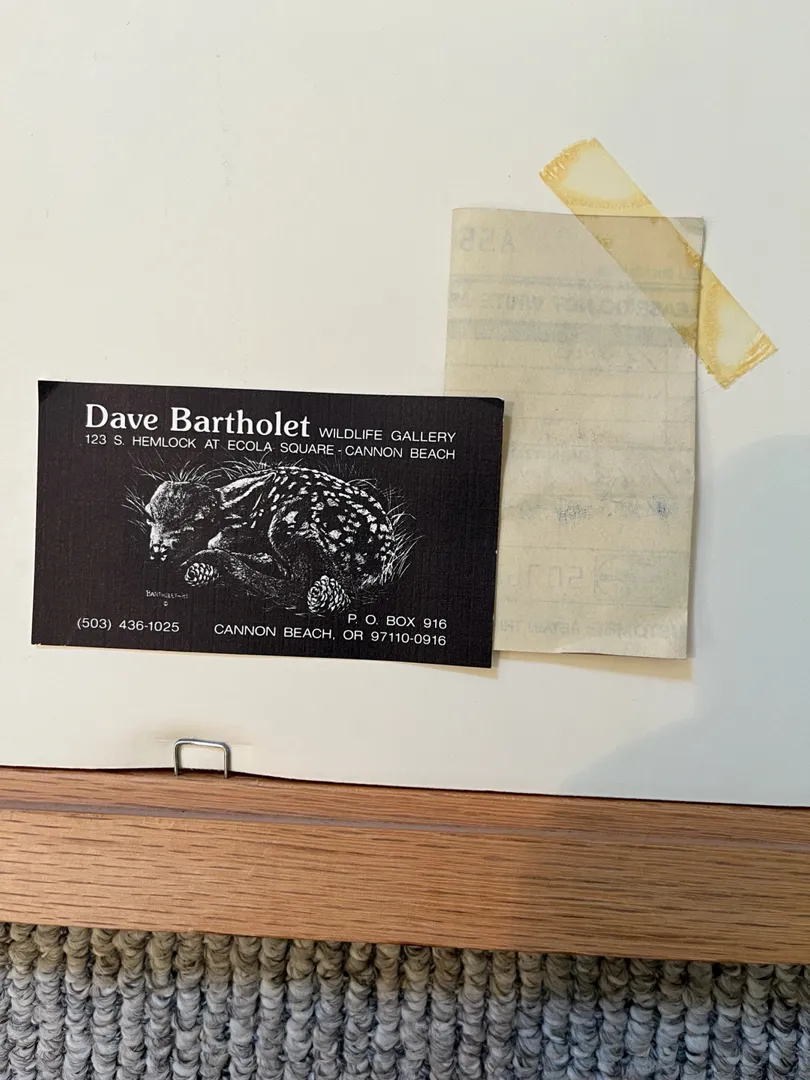 Dave Bartholet WILDLIFE GALLERY
123 S. HEMLOCK AT ECOLA SQUARE - CANNON BEACH
BARTHOLET
©
(503) 436-1025
P. O. BOX 916
CANNON BEACH, OR 97110-0916